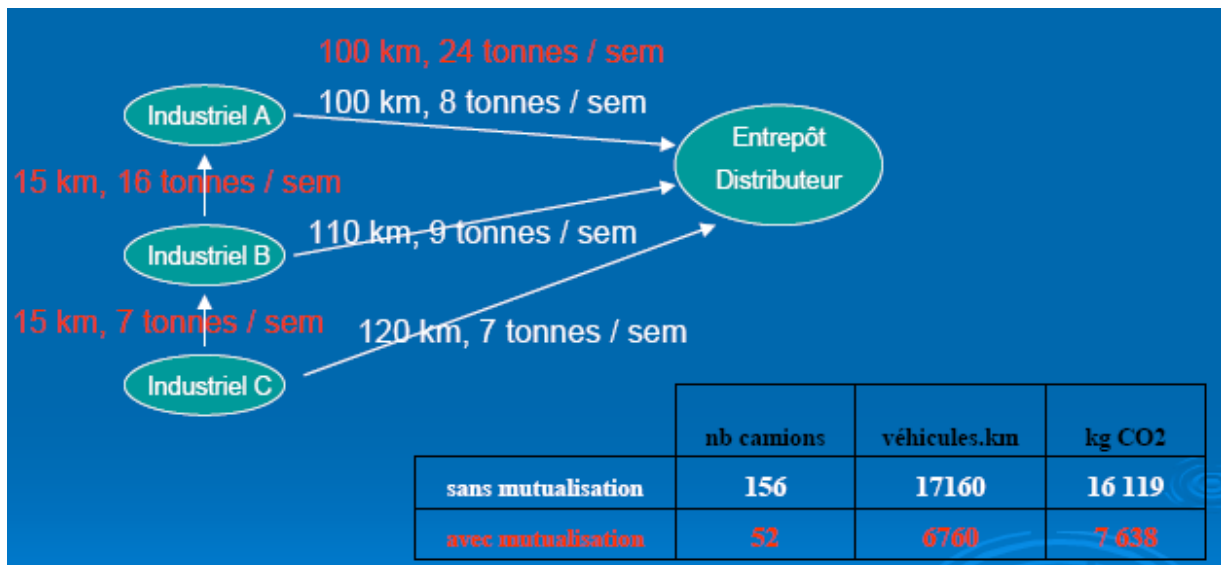 100 km, 24 tonnes / sem
100 km, 8 tonnes / sem
Industriel A
Entrepôt
Distributeur
15 km, 16 tonnes / sem
110 km, 9 tonnes / sem
Industriel B
15 km, 7 tonnes / sem
120 km, 7 tonnes / sem
Industriel C
nb camions véhicules.km kg CO2
sans mutualisation 156 17160 16 119
avec mutualisation 52 6760 7 638